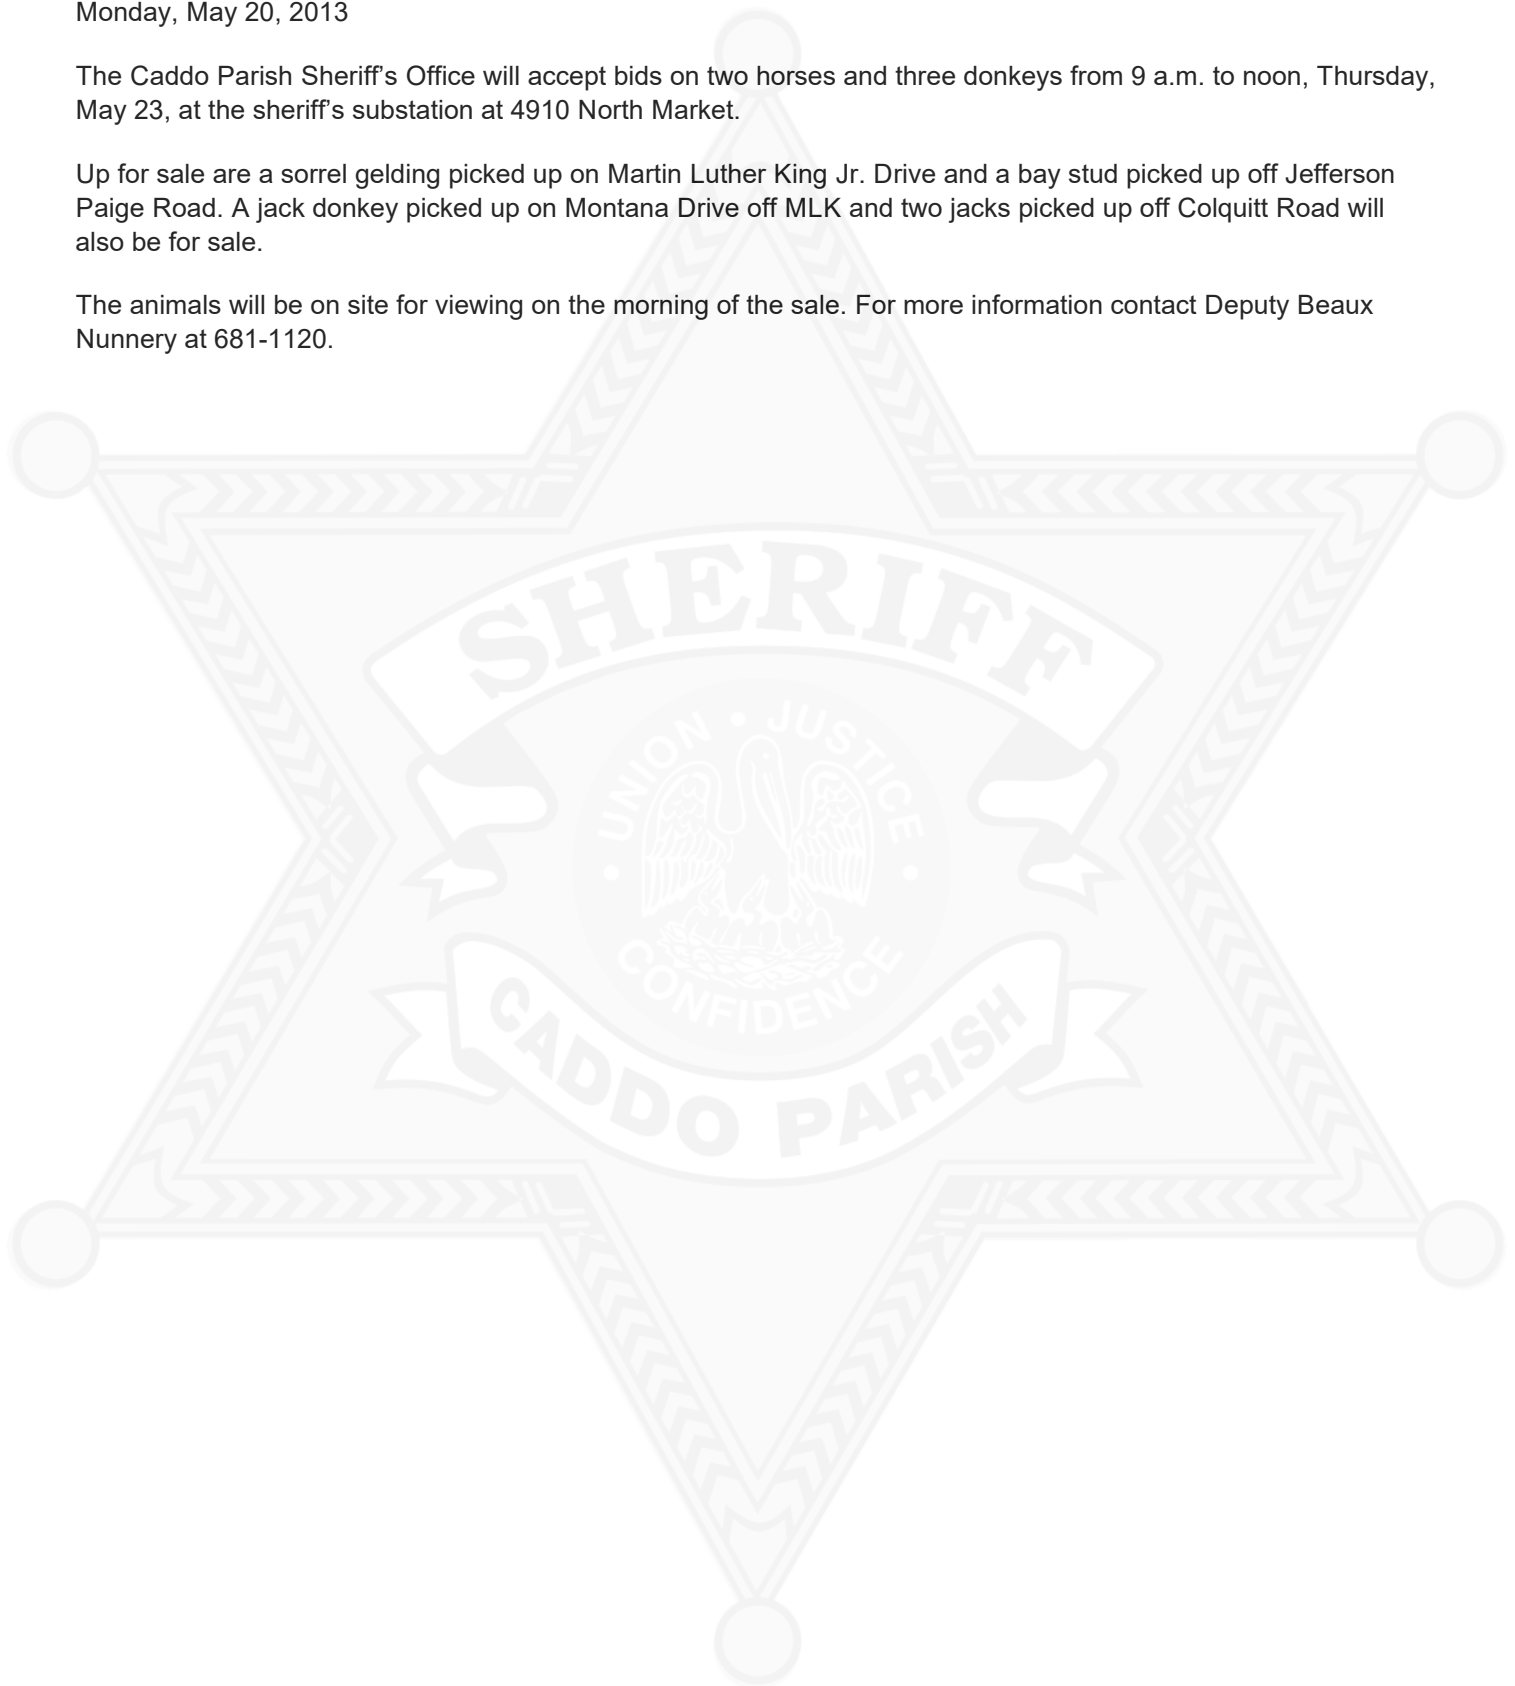 Monday, May 20, 2013
The Caddo Parish Sheriff’s Office will accept bids on two horses and three donkeys from 9 a.m. to noon, Thursday,
May 23, at the sheriff’s substation at 4910 North Market.
Up for sale are a sorrel gelding picked up on Martin Luther King Jr. Drive and a bay stud picked up off Jefferson
Paige Road. A jack donkey picked up on Montana Drive off MLK and two jacks picked up off Colquitt Road will
also be for sale.
The animals will be on site for viewing on the morning of the sale. For more information contact Deputy Beaux
Nunnery at 681-1120.
SHERIFF
UNION • JUSTICE
• CONFIDENCE •
CADDO PARISH